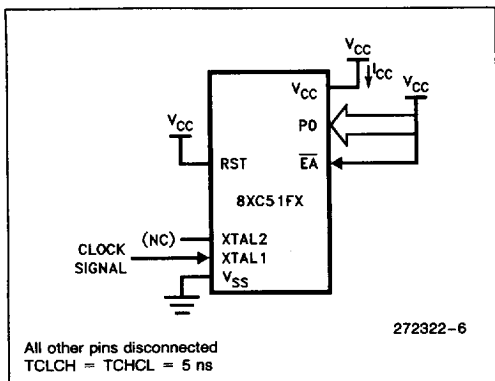 VCC
ICC
VCC
VCC
P0
VCC
RST
EA
8XC51FX
(NC)
XTAL2
CLOCK
SIGNAL
XTAL1
VSS
272322-6
All other pins disconnected
TCLCH = TCHCL = 5 ns